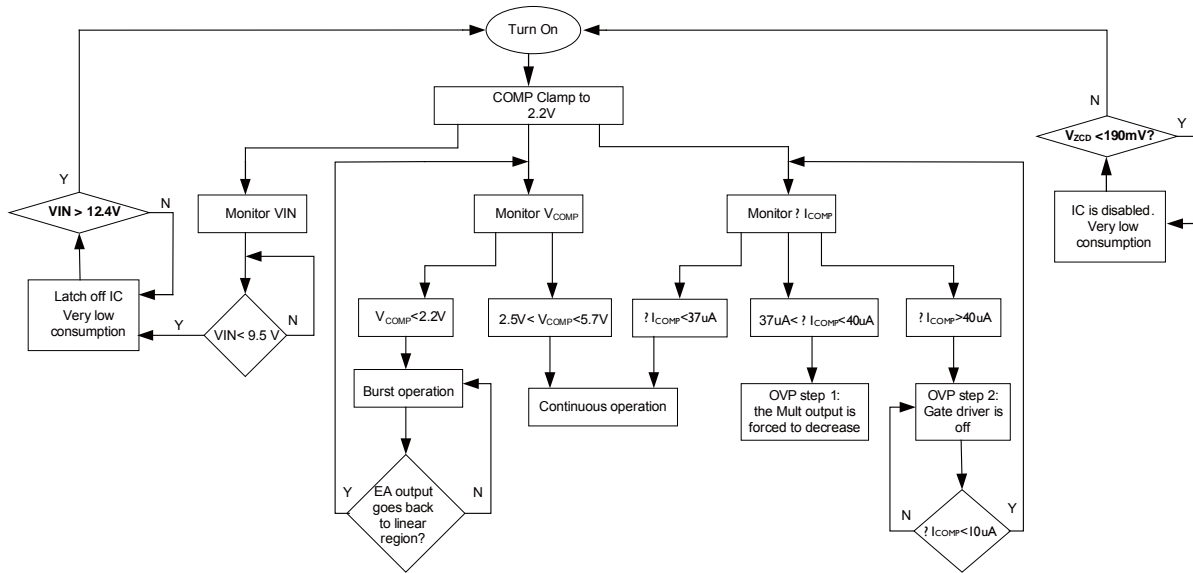 Turn On
COMP Clamp to
2.2V
N
Y
VZCD <190mV?
Y
N
VIN > 12.4V
Monitor VIN
Monitor VCOMP
Monitor ? ICOMP
IC is disabled.
Very low
consumption
Latch off IC
Very low
consumption
Y
VIN< 9.5 V
N
VCOMP<2.2V
2.5V< VCOMP<5.7V
? ICOMP<37uA
37uA< ? ICOMP<40uA
? ICOMP>40uA
Burst operation
Continuous operation
OVP step 1:
the Mult output is
forced to decrease
OVP step 2:
Gate driver is
off
Y
EA output
goes back
to linear
region?
N
N
? ICOMP<10uA
Y